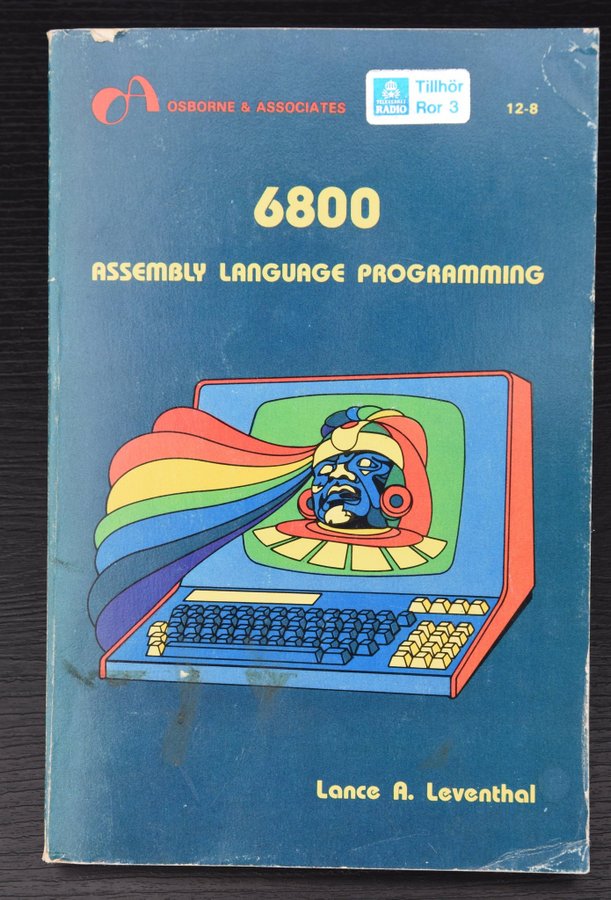 OSBORNE & ASSOCIATES
Tillhör
Ror 3
RADIO
12-8
6800
ASSEMBLY LANGUAGE PROGRAMMING
Lance A. Leventhal